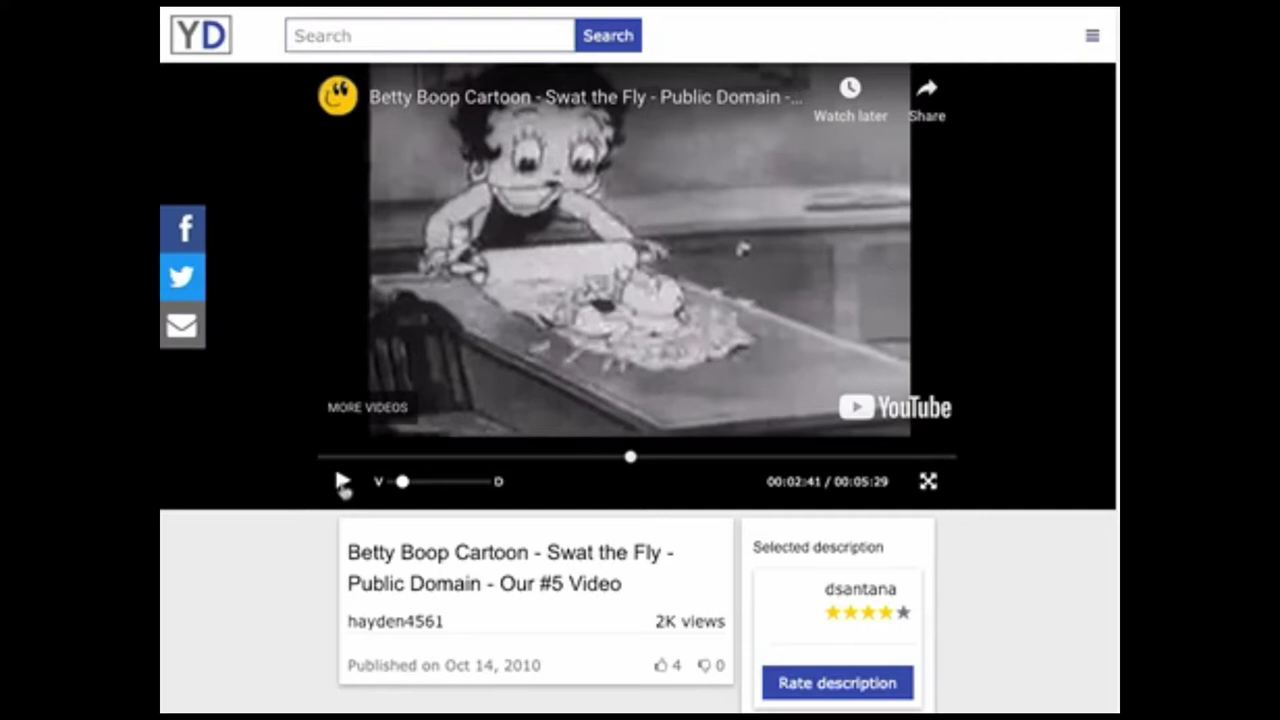 YD
Search
Search
Betty Boop Cartoon - Swat the Fly - Public Domain -...
Watch later
Share
f
MORE VIDEOS
YouTube
V
D
00:02:41 / 00:05:29
Betty Boop Cartoon - Swat the Fly -
Public Domain - Our #5 Video
hayden4561
2K views
Published on Oct 14, 2010
4
0
Selected description
dsantana
Rate description